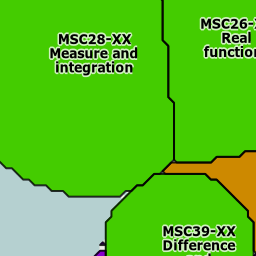 MSC28-XX
Measure and
integration
MSC26-
Real
function
MSC39-XX
Difference